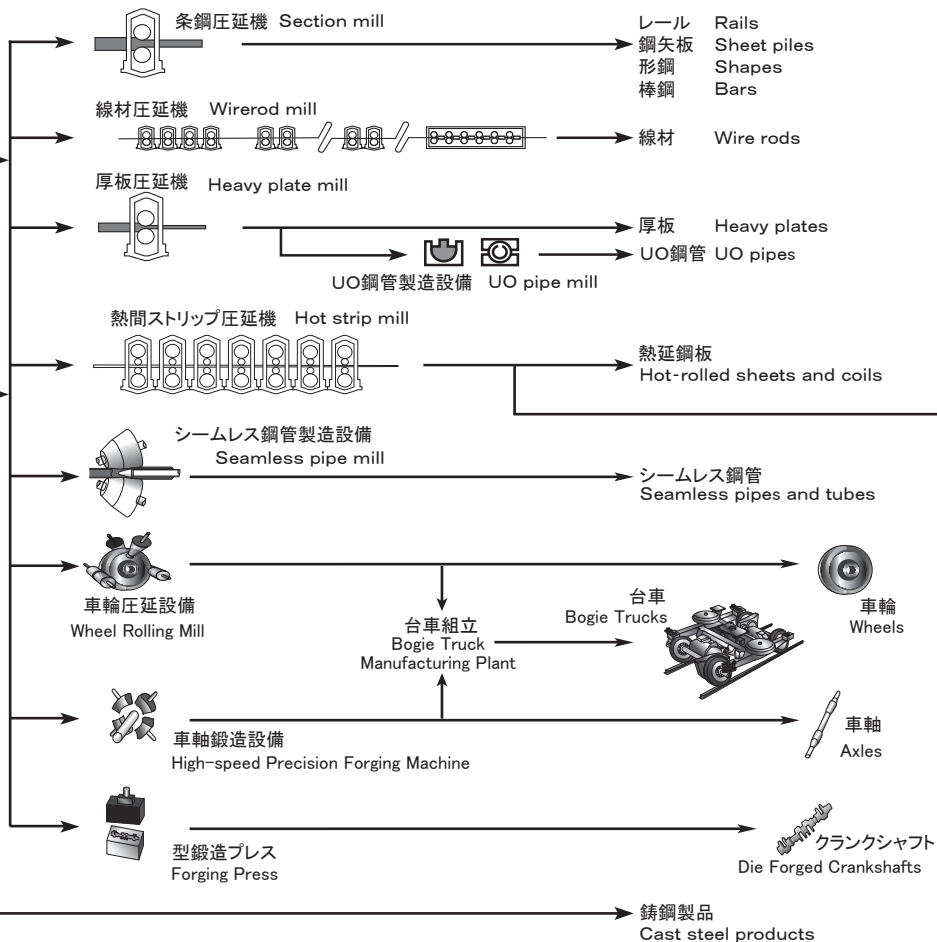 条鋼圧延機 Section mill
レール Rails
鋼矢板 Sheet piles
形鋼 Shapes
棒鋼 Bars
線材圧延機 Wirerod mill
線材 Wire rods
厚板圧延機 Heavy plate mill
厚板 Heavy plates
UO鋼管 UO pipes
UO鋼管製造設備 UO pipe mill
熱間ストリップ圧延機 Hot strip mill
熱延鋼板
Hot-rolled sheets and coils
シームレス鋼管製造設備
Seamless pipe mill
シームレス鋼管
Seamless pipes and tubes
車輪圧延設備
Wheel Rolling Mill
台車組立
Bogie Truck
Manufacturing Plant
台車
Bogie Trucks
車輪
Wheels
車軸鍛造設備
High-speed Precision Forging Machine
車軸
Axles
型鍛造プレス
Forging Press
クランクシャフト
Die Forged Crankshafts
鋳鋼製品
Cast steel products